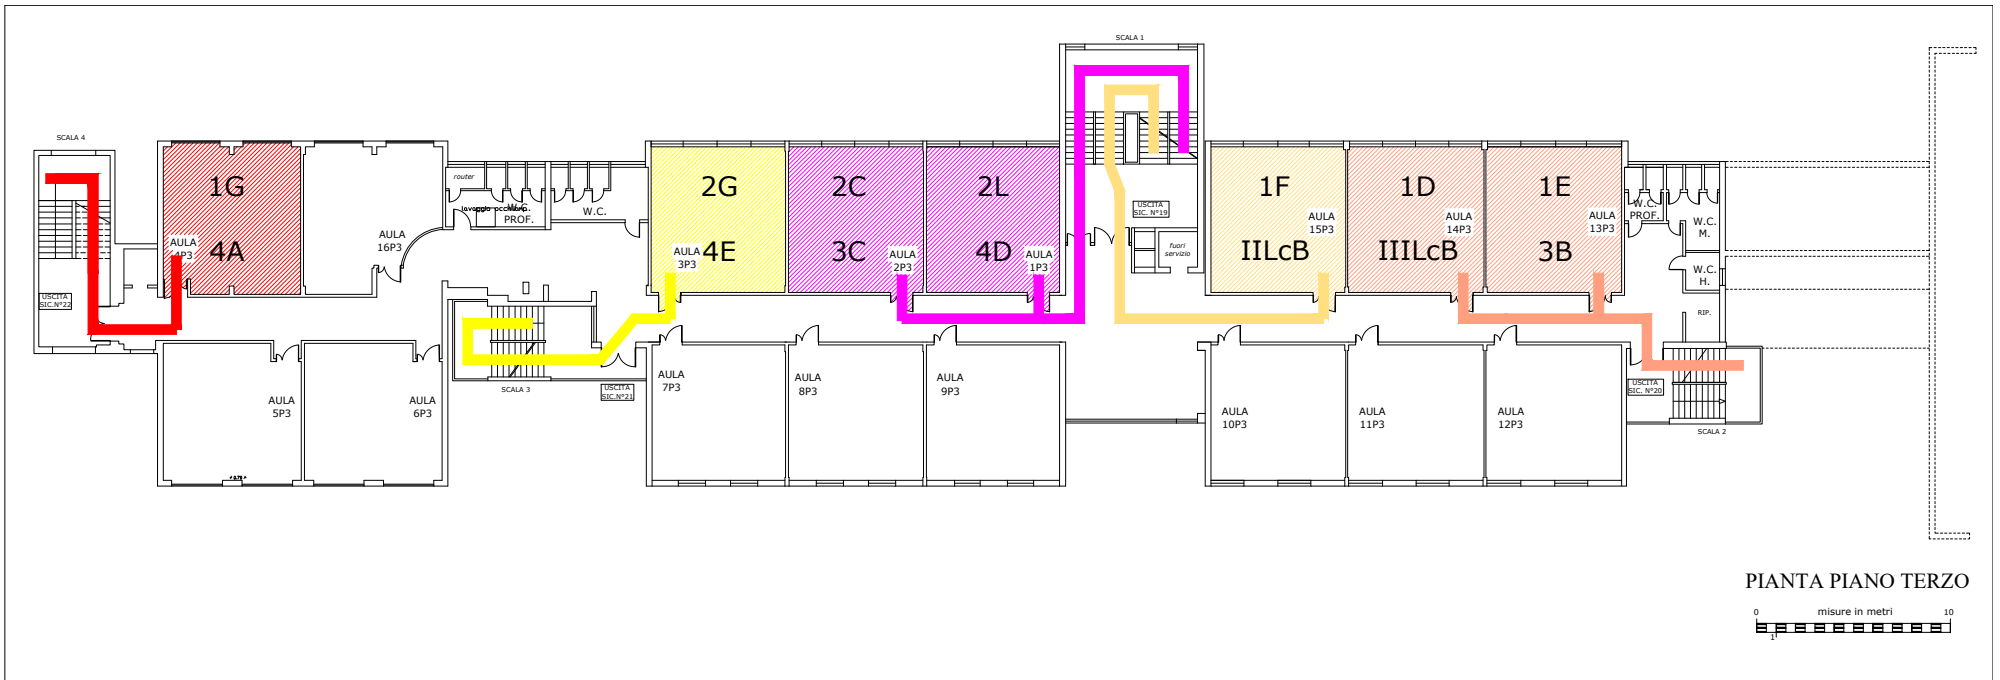 SCALA 1
SCALA 4
1G
4A
AULA
4P3
AULA
16P3
router
lavaggio occhi
W.C.
PROF.
W.C.
2G
4E
AULA
3P3
2C
3C
AULA
2P3
2L
4D
AULA
1P3
USCITA
SIC. N°19
fuori
servizio
1F
IILcB
AULA
15P3
1D
IIILcB
AULA
14P3
1E
3B
AULA
13P3
W.C.
PROF.
W.C.
M.
W.C.
H.
RIP.
USCITA
SIC.N°22
SCALA 3
USCITA
SIC.N°21
USCITA
SIC. N°20
SCALA 2
AULA
5P3
AULA
6P3
AULA
7P3
AULA
8P3
AULA
9P3
AULA
10P3
AULA
11P3
AULA
12P3
PIANTA PIANO TERZO
0 misure in metri 10
1